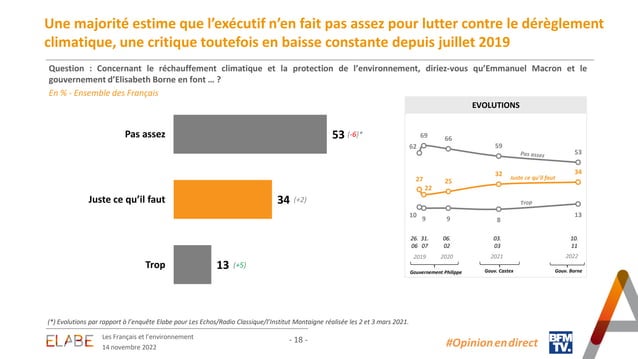 Une majorité estime que l’exécutif n’en fait pas assez pour lutter contre le dérèglement
climatique, une critique toutefois en baisse constante depuis juillet 2019
Question : Concernant le réchauffement climatique et la protection de l’environnement, diriez-vous qu’Emmanuel Macron et le
gouvernement d’Elisabeth Borne en font … ?
En % - Ensemble des Français
Pas assez 53 (-6)*
Juste ce qu’il faut 34 (+2)
Trop 13 (+5)
EVOLUTIONS
62 69 66 59 53
Pas assez
27 22 25 32 34
Juste ce qu’il faut
10 9 9 8 13
Trop
26. 31. 06. 03. 10.
06 07 02 03 11
2019 2020 2021 2022
Gouvernement Philippe Gouv. Castex Gouv. Borne
(*) Evolutions par rapport à l’enquête Elabe pour Les Echos/Radio Classique/l’Institut Montaigne réalisée les 2 et 3 mars 2021.
ELABE
Les Français et l’environnement
14 novembre 2022
- 18 -
#Opinion en direct
BFM
TV.